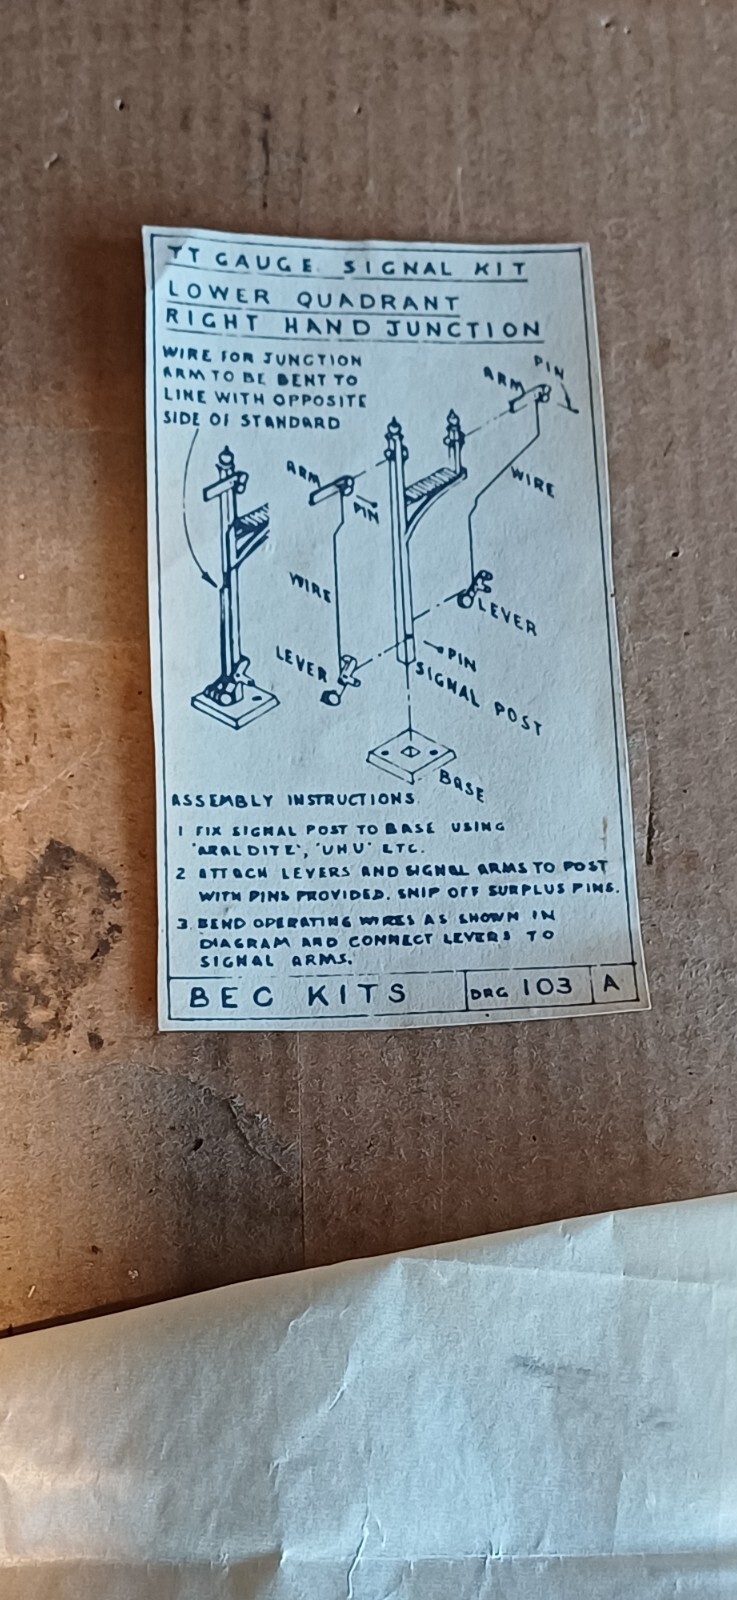 TT GAUGE SIGNAL KIT
LOWER QUADRANT
RIGHT HAND JUNCTION
WIRE FOR JUNCTION
ARM TO BE BENT TO
LINE WITH OPPOSITE
SIDE OF STANDARD
ARM
PIN
ARM
PIN
WIRE
WIRE
LEVER
LEVER
PIN
SIGNAL POST
BASE
ASSEMBLY INSTRUCTIONS.
1 FIX SIGNAL POST TO BASE USING
'ARALDITE', 'UHU' ETC.
2 ATTACH LEVERS AND SIGNAL ARMS TO POST
WITH PINS PROVIDED. SNIP OFF SURPLUS PINS.
3. BEND OPERATING WIRES AS SHOWN IN
DIAGRAM AND CONNECT LEVERS TO
SIGNAL ARMS.
BEC KITS DRG 103 A